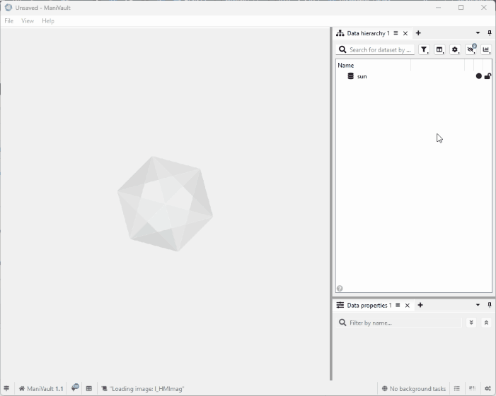 Unsaved - ManiVault
File View Help
Data hierarchy 1
Search for dataset by ...
Name
sun
Data properties 1
Filter by name...
ManiVault 1.1
"Loading image: I_HMImag"
No background tasks